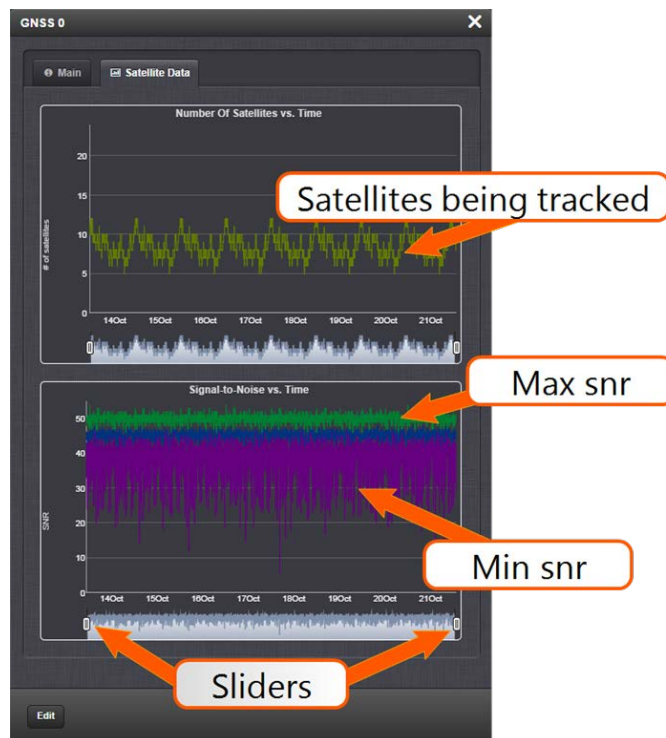 GNSS 0
Main
Satellite Data
Number Of Satellites vs. Time
# of satellites
20
15
10
5
0
14Oct 15Oct 16Oct 17Oct 18Oct 19Oct 20Oct 21Oct
Satellites being tracked
Signal-to-Noise vs. Time
SNR
50
40
30
20
10
0
14Oct 15Oct 16Oct 17Oct 18Oct 19Oct 20Oct 21Oct
Max snr
Min snr
Sliders
Edit